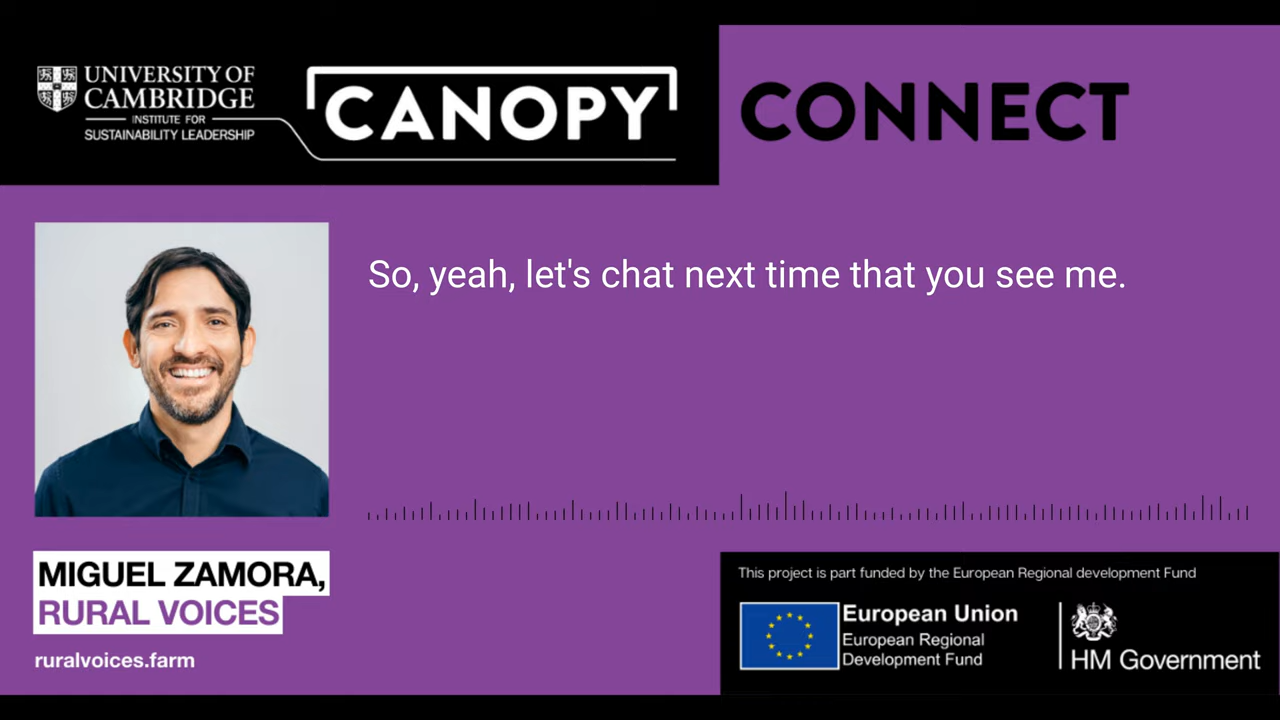 UNIVERSITY OF
CAMBRIDGE
INSTITUTE FOR
SUSTAINABILITY LEADERSHIP
CANOPY
CONNECT
So, yeah, let's chat next time that you see me.
MIGUEL ZAMORA,
RURAL VOICES
ruralvoices.farm
This project is part funded by the European Regional development Fund
European Union
European Regional
Development Fund
HM Government